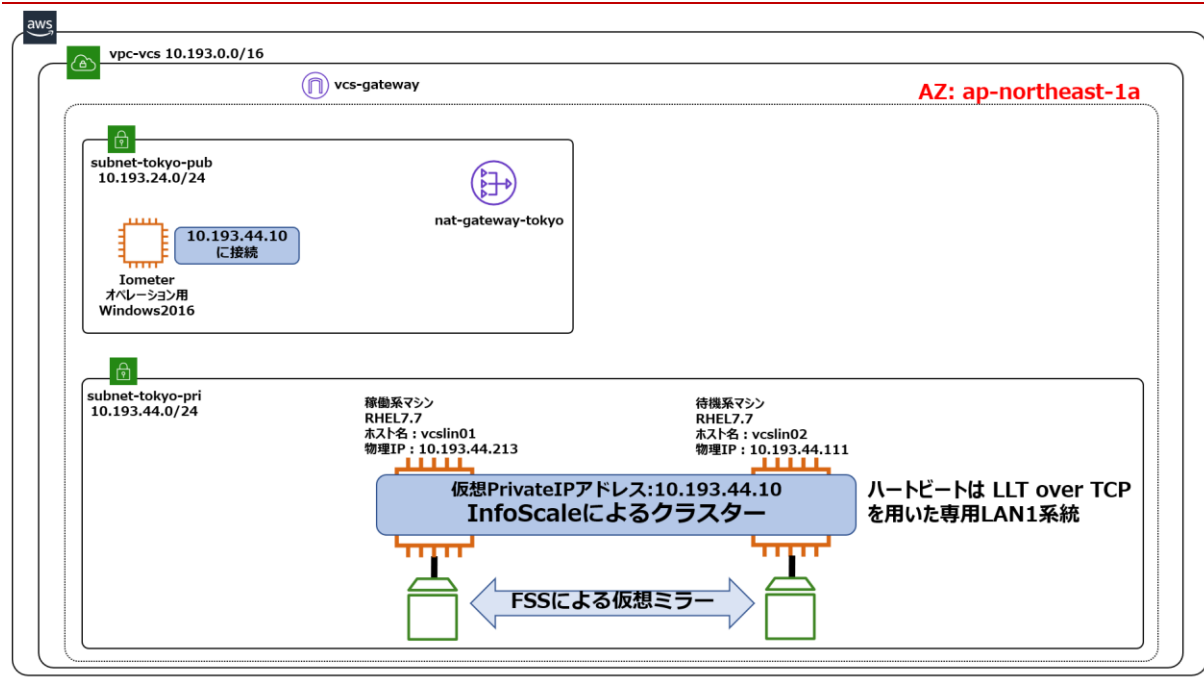 aws
vpc-vcs 10.193.0.0/16
vcs-gateway
AZ: ap-northeast-1a
subnet-tokyo-pub
10.193.24.0/24
nat-gateway-tokyo
10.193.44.10
に接続
Iometer
オペレーション用
Windows2016
subnet-tokyo-pri
10.193.44.0/24
稼働系マシン
RHEL7.7
ホスト名：vcslin01
物理IP：10.193.44.213
待機系マシン
RHEL7.7
ホスト名：vcslin02
物理IP：10.193.44.111
仮想PrivateIPアドレス:10.193.44.10
InfoScaleによるクラスター
ハートビートは LLT over TCP
を用いた専用LAN1系統
FSSによる仮想ミラー